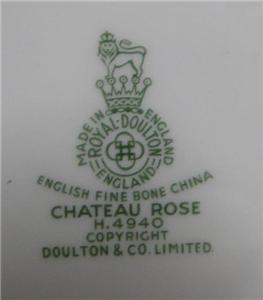 MADE IN ENGLAND
ROYAL·DOULTON
ENGLAND
ENGLISH FINE BONE CHINA
CHATEAU ROSE
H.4940
COPYRIGHT
DOULTON & CO. LIMITED.